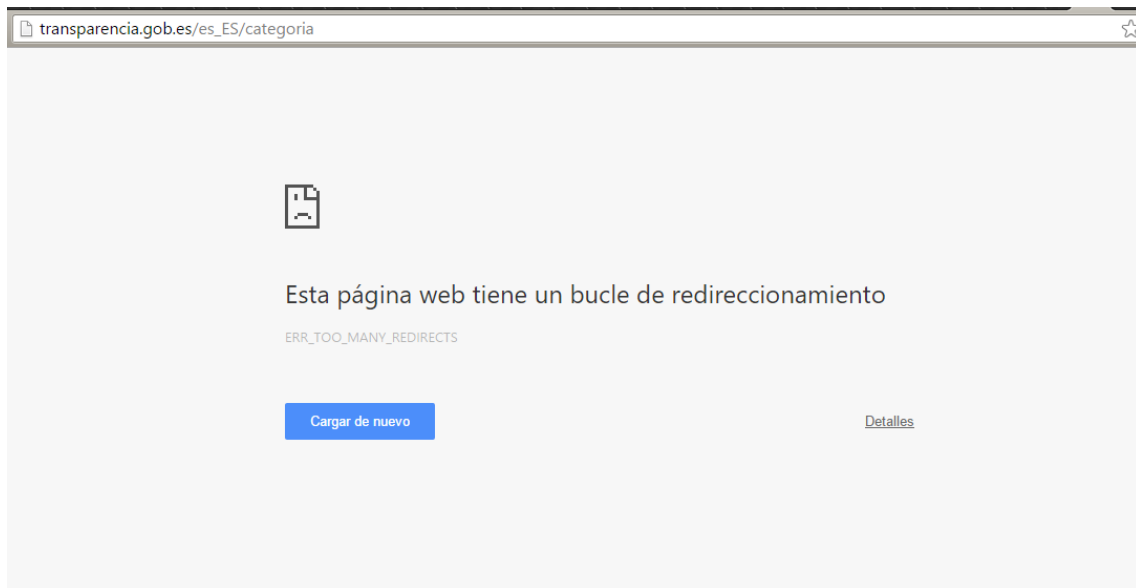 transparencia.gob.es/es_ES/categoria
Esta página web tiene un bucle de redireccionamiento
ERR_TOO_MANY_REDIRECTS
Cargar de nuevo
Detalles